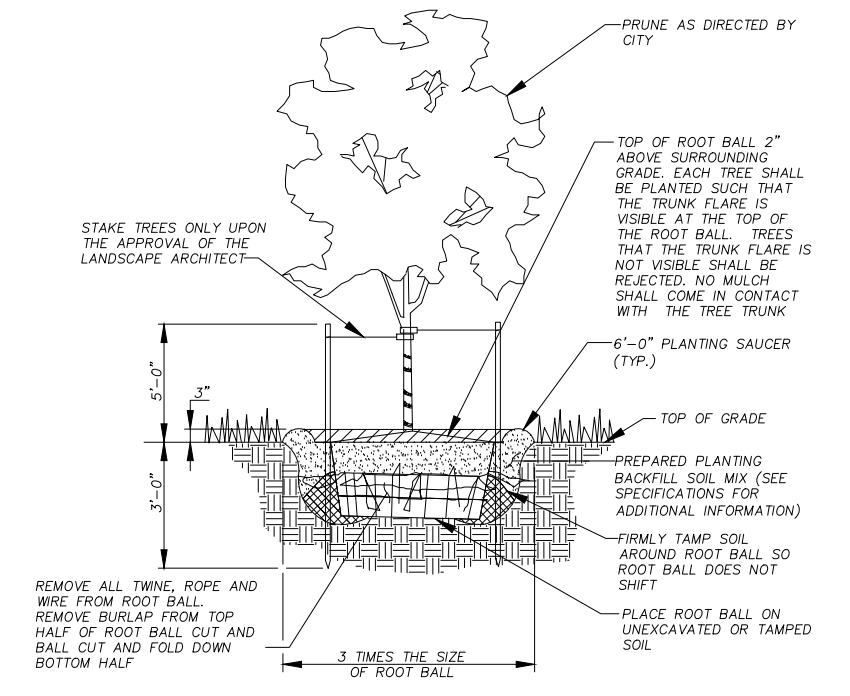 PRUNE AS DIRECTED BY
CITY
TOP OF ROOT BALL 2"
ABOVE SURROUNDING
GRADE. EACH TREE SHALL
BE PLANTED SUCH THAT
THE TRUNK FLARE IS
VISIBLE AT THE TOP OF
THE ROOT BALL. TREES
THAT THE TRUNK FLARE IS
NOT VISIBLE SHALL BE
REJECTED. NO MULCH
SHALL COME IN CONTACT
WITH THE TREE TRUNK
STAKE TREES ONLY UPON
THE APPROVAL OF THE
LANDSCAPE ARCHITECT
6'-0" PLANTING SAUCER
(TYP.)
5'-0"
3"
TOP OF GRADE
3'-0"
PREPARED PLANTING
BACKFILL SOIL MIX (SEE
SPECIFICATIONS FOR
ADDITIONAL INFORMATION)
FIRMLY TAMP SOIL
AROUND ROOT BALL SO
ROOT BALL DOES NOT
SHIFT
REMOVE ALL TWINE, ROPE AND
WIRE FROM ROOT BALL.
REMOVE BURLAP FROM TOP
HALF OF ROOT BALL CUT AND
BALL CUT AND FOLD DOWN
BOTTOM HALF
PLACE ROOT BALL ON
UNEXCAVATED OR TAMPED
SOIL
3 TIMES THE SIZE
OF ROOT BALL